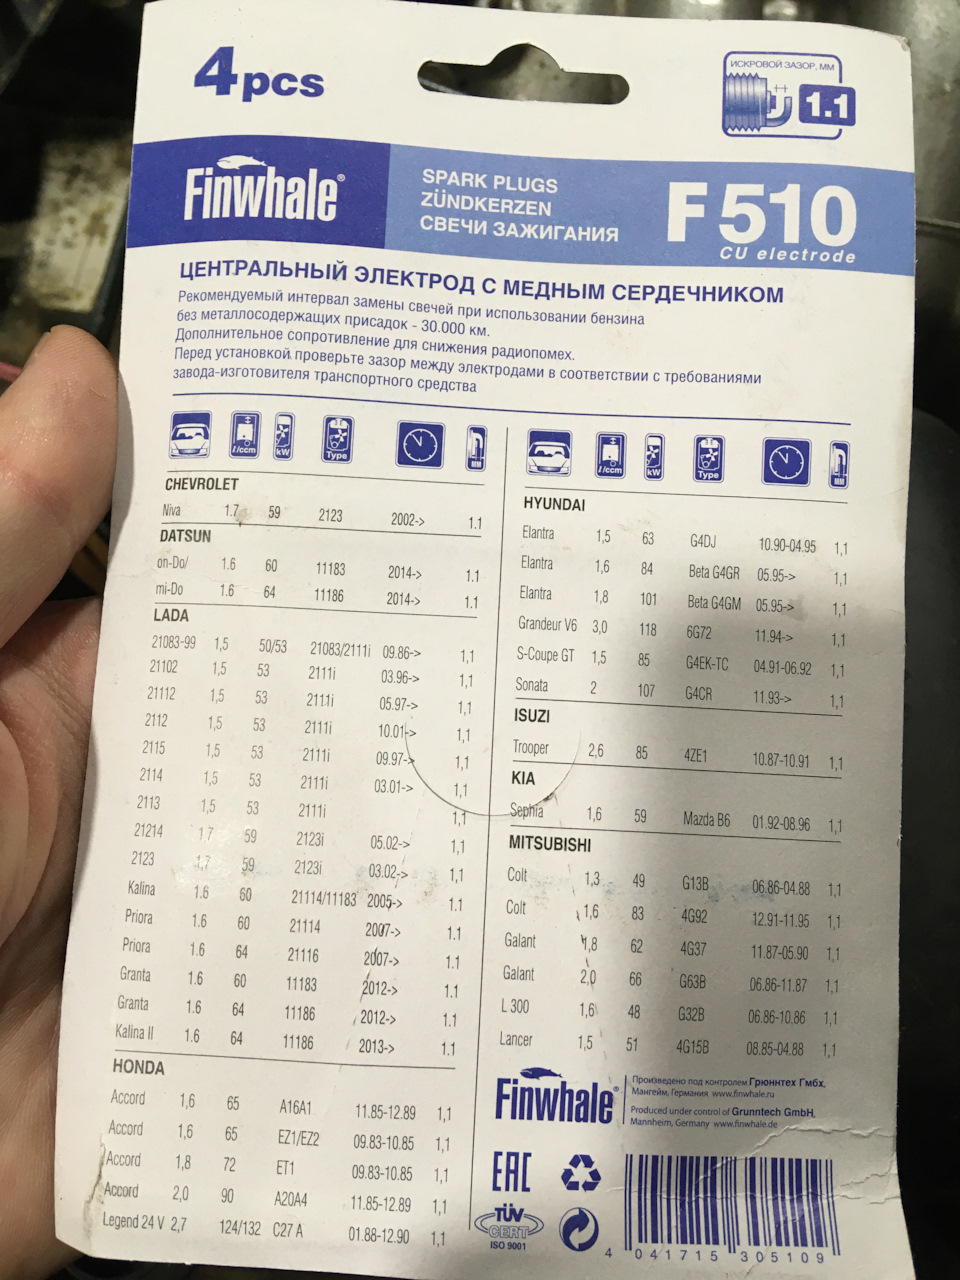 4pcs
ИСКРОВОЙ ЗАЗОР, ММ
1.1
Finwhale®
SPARK PLUGS
ZÜNDKERZEN
СВЕЧИ ЗАЖИГАНИЯ
F510
CU electrode
ЦЕНТРАЛЬНЫЙ ЭЛЕКТРОД С МЕДНЫМ СЕРДЕЧНИКОМ
Рекомендуемый интервал замены свечей при использовании бензина
без металлосодержащих присадок - 30.000 км.
Дополнительное сопротивление для снижения радиопомех.
Перед установкой проверьте зазор между электродами в соответствии с требованиями
завода-изготовителя транспортного средства
l/ccm kW Type MM
CHEVROLET
Niva 1.7 59 2123 2002-> 1.1
DATSUN
on-Do/ 1.6 60 11183 2014-> 1.1
mi-Do 1.6 64 11186 2014-> 1.1
LADA
21083-99 1,5 50/53 21083/2111i 09.86-> 1,1
21102 1,5 53 2111i 03.96-> 1,1
21112 1,5 53 2111i 05.97-> 1,1
2112 1,5 53 2111i 10.01-> 1,1
2115 1,5 53 2111i 09.97-> 1,1
2114 1,5 53 2111i 03.01-> 1,1
2113 1,5 53 2111i 1,1
21214 1,7 59 2123i 05.02-> 1,1
2123 1,7 59 2123i 03.02-> 1,1
Kalina 1.6 60 21114/11183 2005-> 1.1
Priora 1.6 60 21114 2007-> 1.1
Priora 1.6 64 21116 2007-> 1.1
Granta 1.6 60 11183 2012-> 1.1
Granta 1.6 64 11186 2012-> 1.1
Kalina II 1.6 64 11186 2013-> 1.1
HONDA
Accord 1,6 65 A16A1 11.85-12.89 1,1
Accord 1,6 65 EZ1/EZ2 09.83-10.85 1,1
Accord 1,8 72 ET1 09.83-10.85 1,1
Accord 2,0 90 A20A4 11.85-12.89 1,1
Legend 24 V 2,7 124/132 C27 A 01.88-12.90 1,1
l/ccm kW Type MM
HYUNDAI
Elantra 1,5 63 G4DJ 10.90-04.95 1,1
Elantra 1,6 84 Beta G4GR 05.95-> 1,1
Elantra 1,8 101 Beta G4GM 05.95-> 1,1
Grandeur V6 3,0 118 6G72 11.94-> 1,1
S-Coupe GT 1,5 85 G4EK-TC 04.91-06.92 1,1
Sonata 2 107 G4CR 11.93-> 1,1
ISUZI
Trooper 2,6 85 4ZE1 10.87-10.91 1,1
KIA
Sephia 1,6 59 Mazda B6 01.92-08.96 1,1
MITSUBISHI
Colt 1,3 49 G13B 06.86-04.88 1,1
Colt 1,6 83 4G92 12.91-11.95 1,1
Galant 1,8 62 4G37 11.87-05.90 1,1
Galant 2,0 66 G63B 06.86-11.87 1,1
L 300 1,6 48 G32B 06.86-10.86 1,1
Lancer 1,5 51 4G15B 08.85-04.88 1,1
Finwhale®
Произведено под контролем Грюннтех Гмбх,
Мангейм, Германия www.finwhale.ru
Produced under control of Grunntech GmbH,
Mannheim, Germany www.finwhale.de
EAC
TÜV
CERT
ISO 9001
4 041715 305109